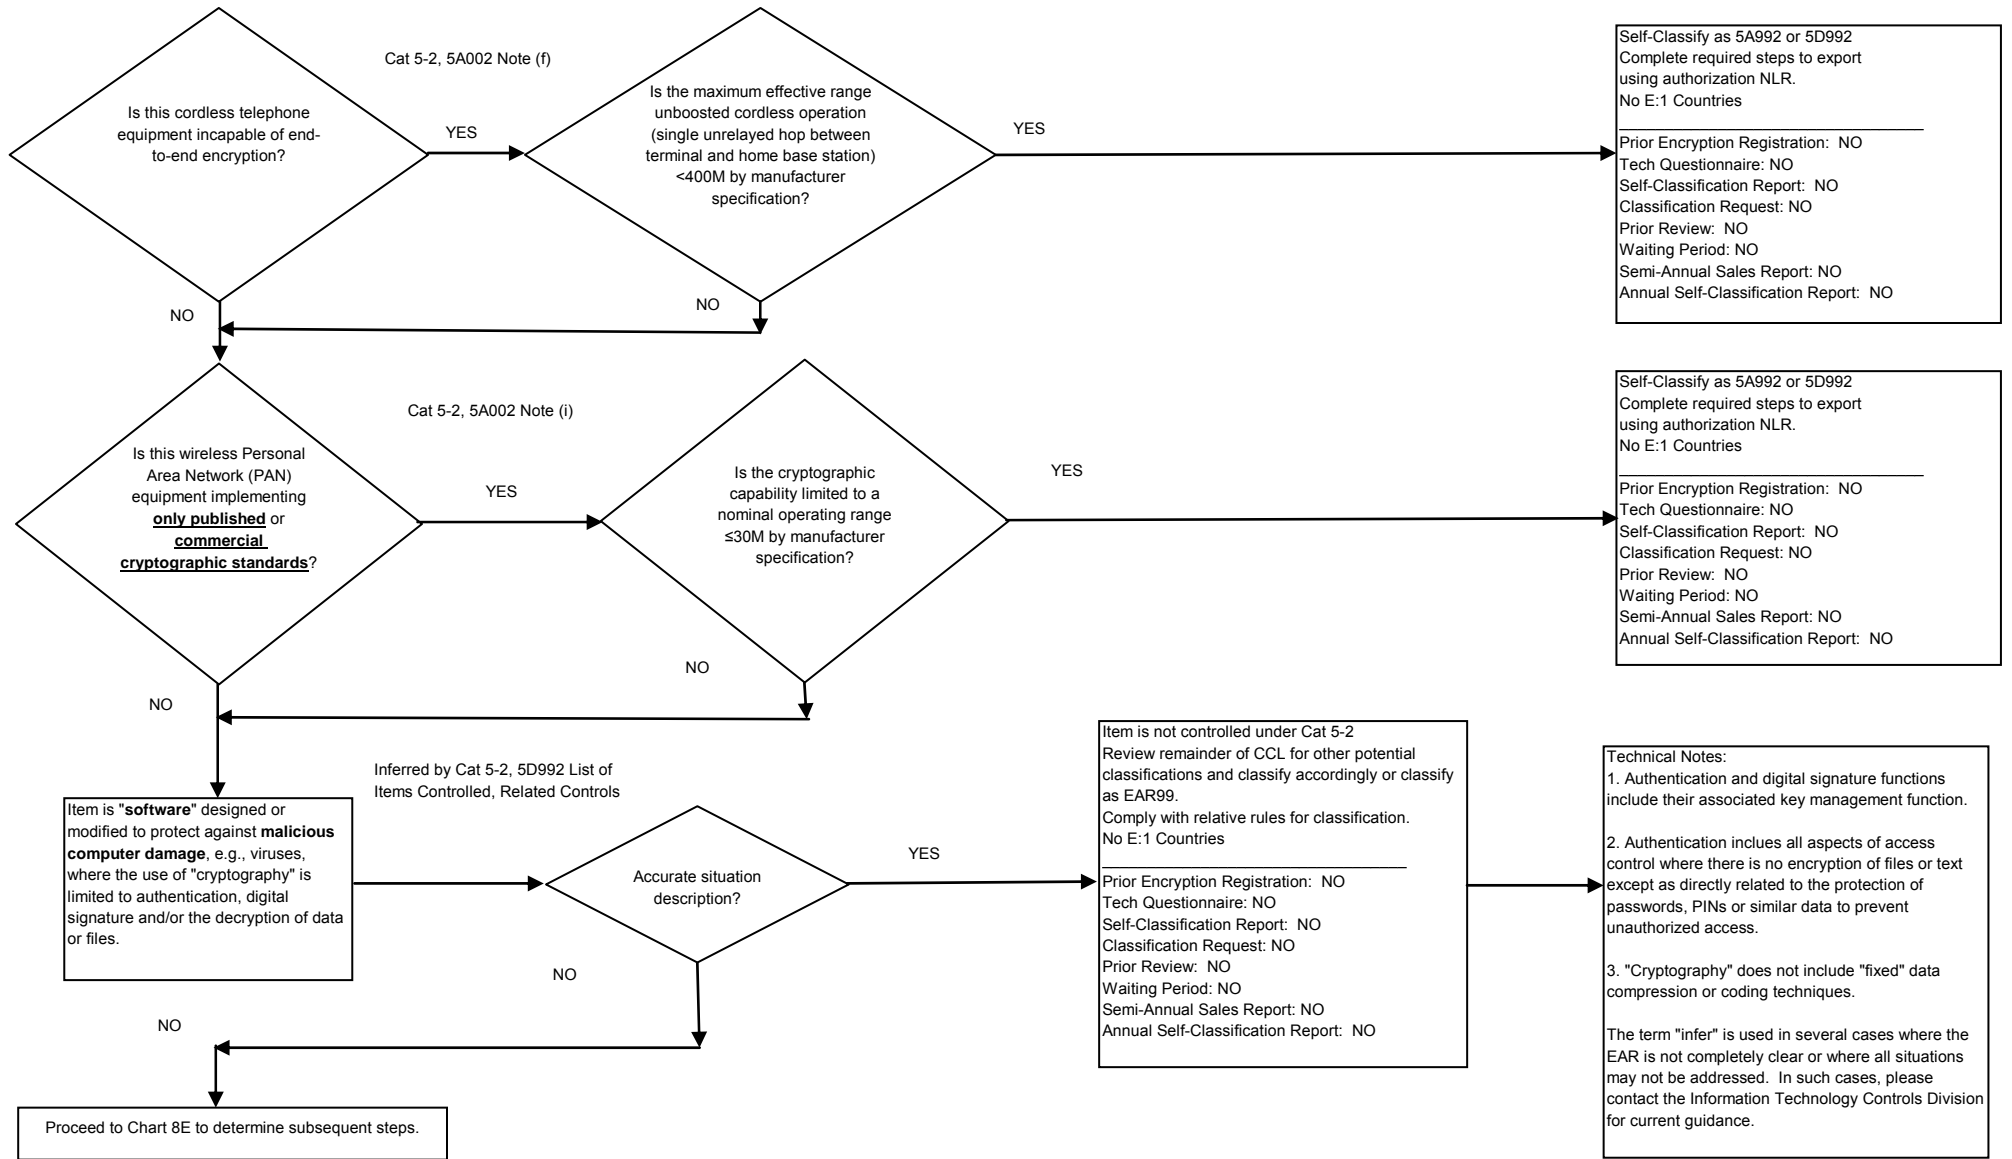 Cat 5-2, 5A002 Note (f)
Is this cordless telephone
equipment incapable of end-
to-end encryption?
YES
Is the maximum effective range
unboosted cordless operation
(single unrelayed hop between
terminal and home base station)
<400M by manufacturer
specification?
YES
Self-Classify as 5A992 or 5D992
Complete required steps to export
using authorization NLR.
No E:1 Countries
Prior Encryption Registration:  NO
Tech Questionnaire: NO
Self-Classification Report:  NO
Classification Request: NO
Prior Review:  NO
Waiting Period: NO
Semi-Annual Sales Report: NO
Annual Self-Classification Report:  NO
NO
NO
Cat 5-2, 5A002 Note (i)
Is this wireless Personal
Area Network (PAN)
equipment implementing
only published or
commercial
cryptographic standards?
YES
Is the cryptographic
capability limited to a
nominal operating range
≤30M by manufacturer
specification?
YES
Self-Classify as 5A992 or 5D992
Complete required steps to export
using authorization NLR.
No E:1 Countries
Prior Encryption Registration:  NO
Tech Questionnaire: NO
Self-Classification Report:  NO
Classification Request: NO
Prior Review:  NO
Waiting Period: NO
Semi-Annual Sales Report: NO
Annual Self-Classification Report:  NO
NO
NO
Inferred by Cat 5-2, 5D992 List of
Items Controlled, Related Controls
Item is "software" designed or
modified to protect against malicious
computer damage, e.g., viruses,
where the use of "cryptography" is
limited to authentication, digital
signature and/or the decryption of data
or files.
Accurate situation
description?
YES
Item is not controlled under Cat 5-2
Review remainder of CCL for other potential
classifications and classify accordingly or classify
as EAR99.
Comply with relative rules for classification.
No E:1 Countries
Prior Encryption Registration:  NO
Tech Questionnaire: NO
Self-Classification Report:  NO
Classification Request: NO
Prior Review:  NO
Waiting Period: NO
Semi-Annual Sales Report: NO
Annual Self-Classification Report:  NO
Technical Notes:
1. Authentication and digital signature functions
include their associated key management function.
2. Authentication inclues all aspects of access
control where there is no encryption of files or text
except as directly related to the protection of
passwords, PINs or similar data to prevent
unauthorized access.
3. "Cryptography" does not include "fixed" data
compression or coding techniques.
The term "infer" is used in several cases where the
EAR is not completely clear or where all situations
may not be addressed.  In such cases, please
contact the Information Technology Controls Division
for current guidance.
NO
NO
Proceed to Chart 8E to determine subsequent steps.